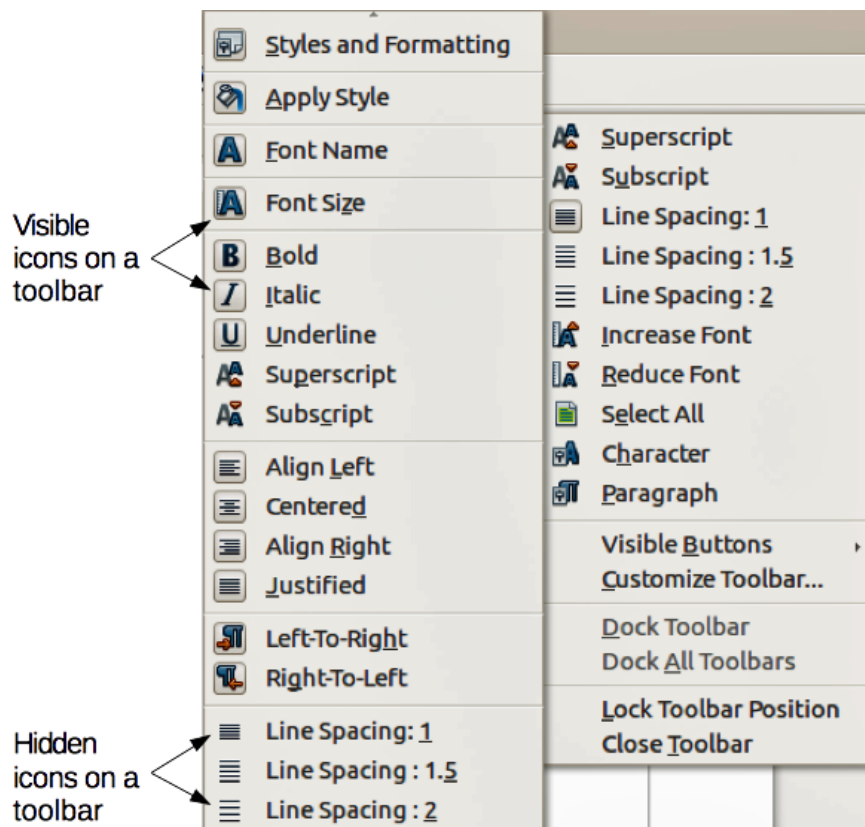 Visible
icons on a
toolbar
Hidden
icons on a
toolbar
Styles and Formatting
Apply Style
Font Name
Font Size
Bold
Italic
Underline
Superscript
Subscript
Align Left
Centered
Align Right
Justified
Left-To-Right
Right-To-Left
Line Spacing: 1
Line Spacing : 1.5
Line Spacing : 2
Superscript
Subscript
Line Spacing: 1
Line Spacing : 1.5
Line Spacing : 2
Increase Font
Reduce Font
Select All
Character
Paragraph
Visible Buttons
Customize Toolbar...
Dock Toolbar
Dock All Toolbars
Lock Toolbar Position
Close Toolbar